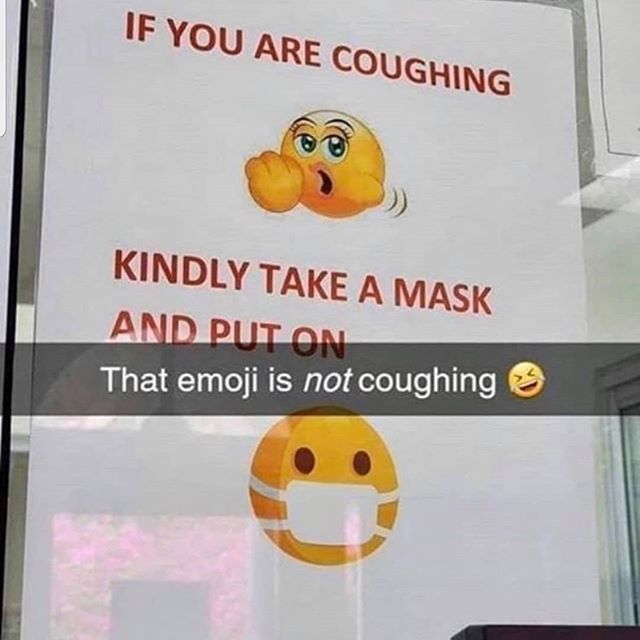 IF YOU ARE COUGHING
KINDLY TAKE A MASK
AND PUT ON
That emoji is not coughing 🤣